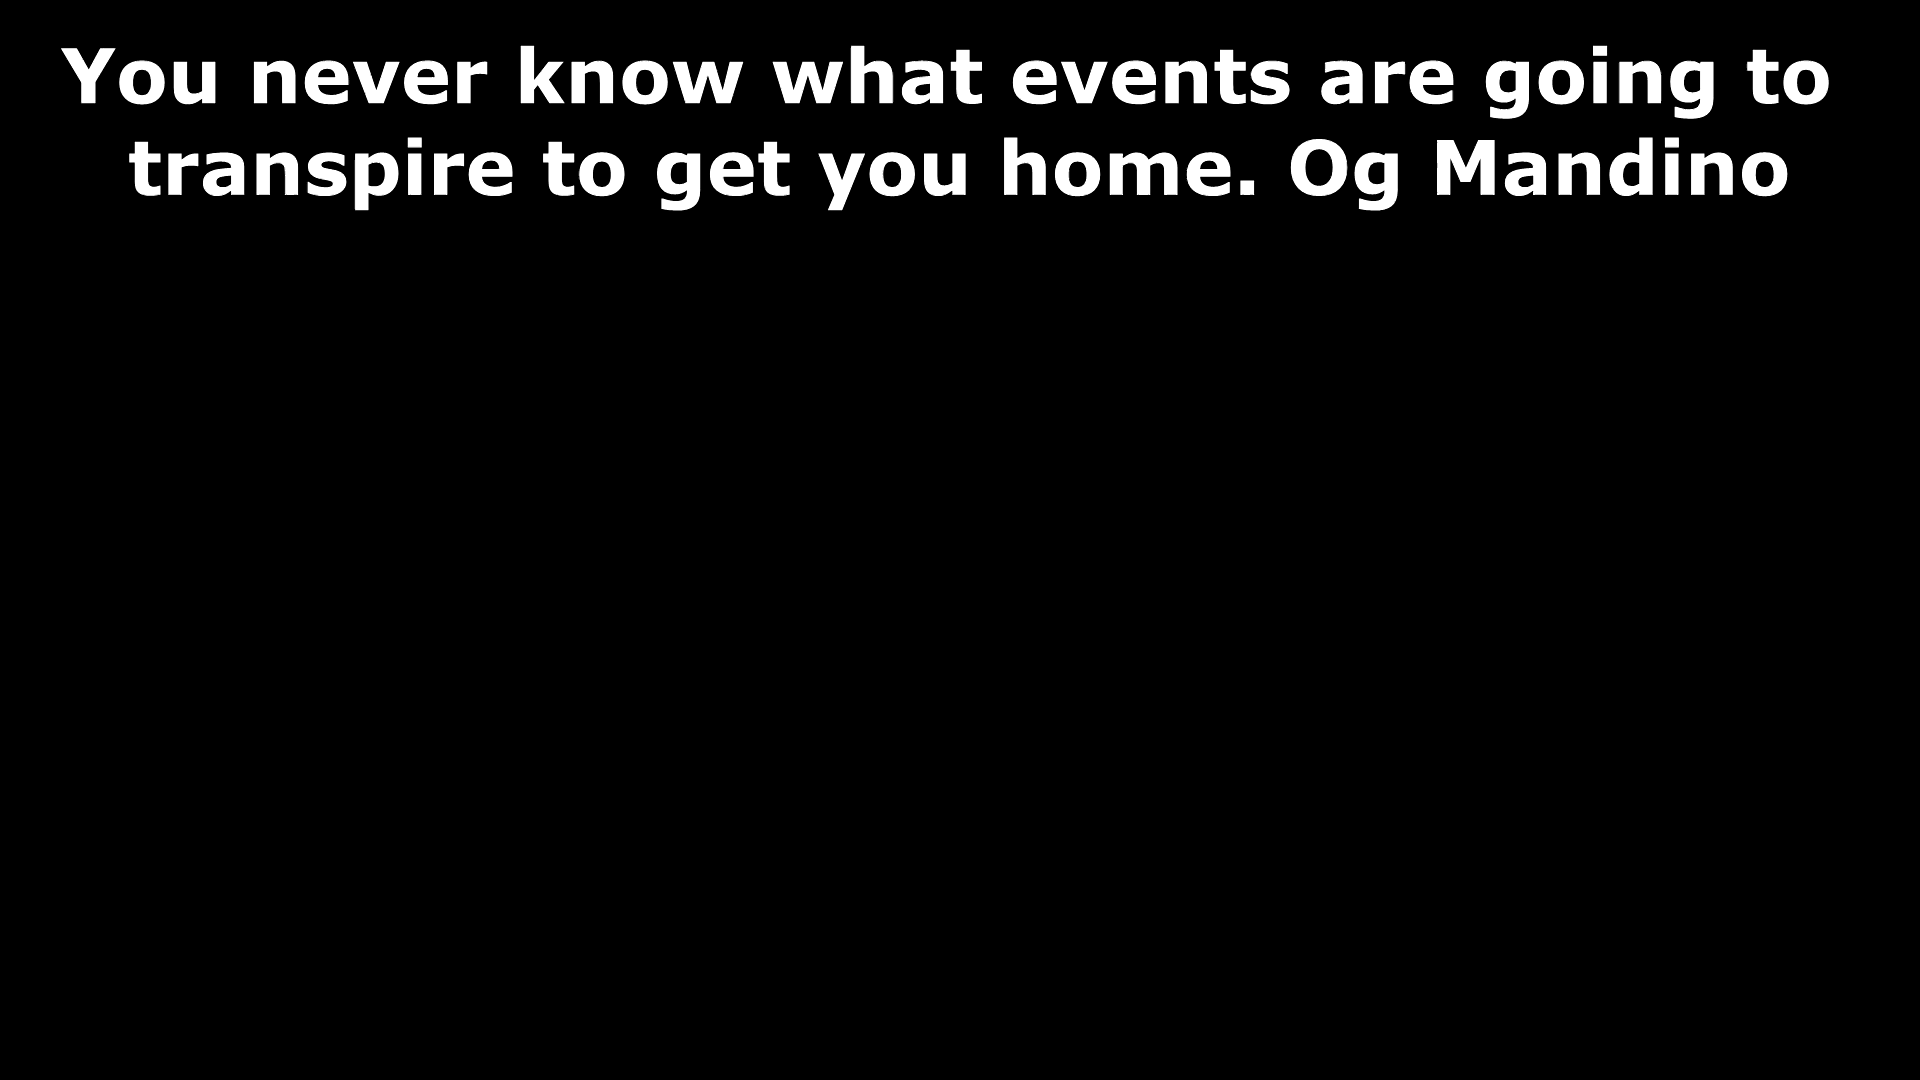 You never know what events are going to
transpire to get you home. Og Mandino